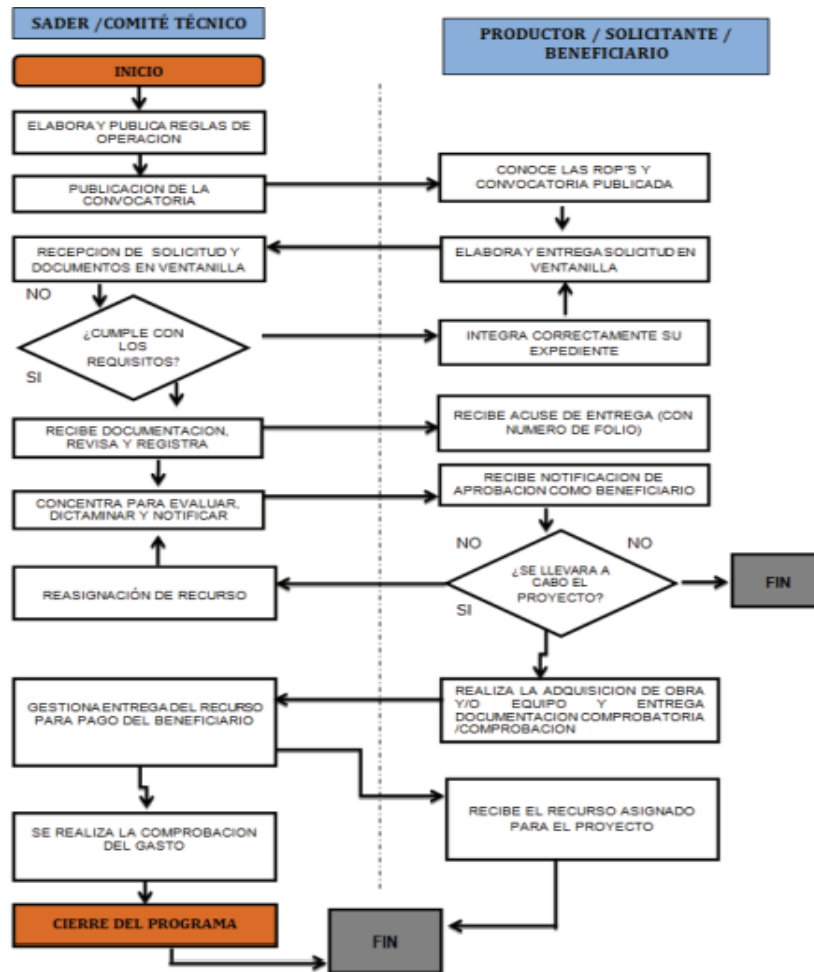 SADER /COMITÉ TÉCNICO
PRODUCTOR / SOLICITANTE /
BENEFICIARIO
INICIO
ELABORA Y PUBLICA REGLAS DE
OPERACION
PUBLICACION DE LA
CONVOCATORIA
CONOCE LAS ROP'S Y
CONVOCATORIA PUBLICADA
RECEPCION DE SOLICITUD Y
DOCUMENTOS EN VENTANILLA
ELABORA Y ENTREGA SOLICITUD EN
VENTANILLA
NO
¿CUMPLE CON
LOS
REQUISITOS?
SI
INTEGRA CORRECTAMENTE SU
EXPEDIENTE
RECIBE DOCUMENTACION,
REVISA Y REGISTRA
RECIBE ACUSE DE ENTREGA (CON
NUMERO DE FOLIO)
CONCENTRA PARA EVALUAR,
DICTAMINAR Y NOTIFICAR
RECIBE NOTIFICACION DE
APROBACION COMO BENEFICIARIO
NO
NO
¿SE LLEVARA A
CABO EL
PROYECTO?
SI
FIN
REASIGNACIÓN DE RECURSO
GESTIONA ENTREGA DEL RECURSO
PARA PAGO DEL BENEFICIARIO
REALIZA LA ADQUISICION DE OBRA
Y/O EQUIPO Y ENTREGA
DOCUMENTACION COMPROBATORIA
/COMPROBACION
RECIBE EL RECURSO ASIGNADO
PARA EL PROYECTO
SE REALIZA LA COMPROBACION
DEL GASTO
CIERRE DEL PROGRAMA
FIN